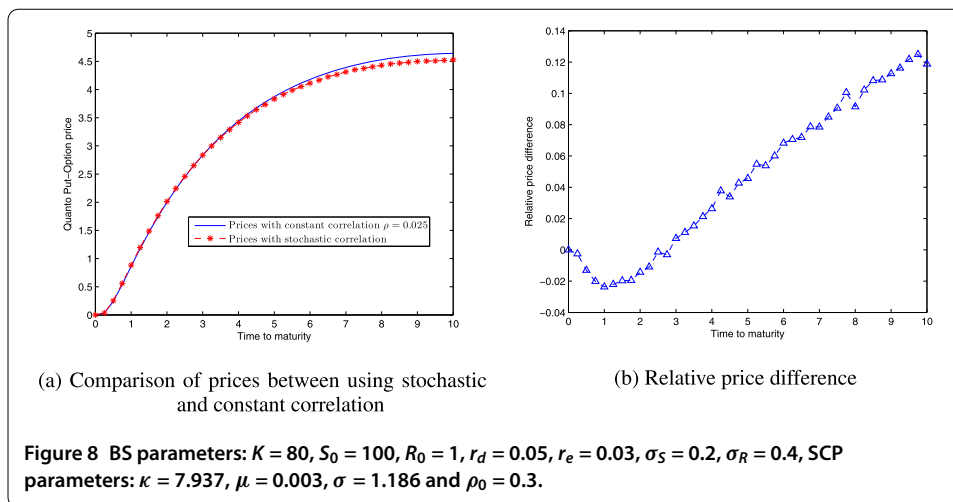 5
4.5
4
3.5
3
2.5
2
1.5
1
0.5
0
Quanto Put−Option price
Prices with constant correlation ρ = 0.025
Prices with stochastic correlation
0 1 2 3 4 5 6 7 8 9 10
Time to maturity
(a) Comparison of prices between using stochastic
and constant correlation
0.14
0.12
0.1
0.08
0.06
0.04
0.02
0
−0.02
−0.04
Relative price difference
0 1 2 3 4 5 6 7 8 9 10
Time to maturity
(b) Relative price difference
Figure 8 BS parameters: K = 80, S₀ = 100, R₀ = 1, r_d = 0.05, r_e = 0.03, σ_S = 0.2, σ_R = 0.4, SCP
parameters: κ = 7.937, μ = 0.003, σ = 1.186 and ρ₀ = 0.3.